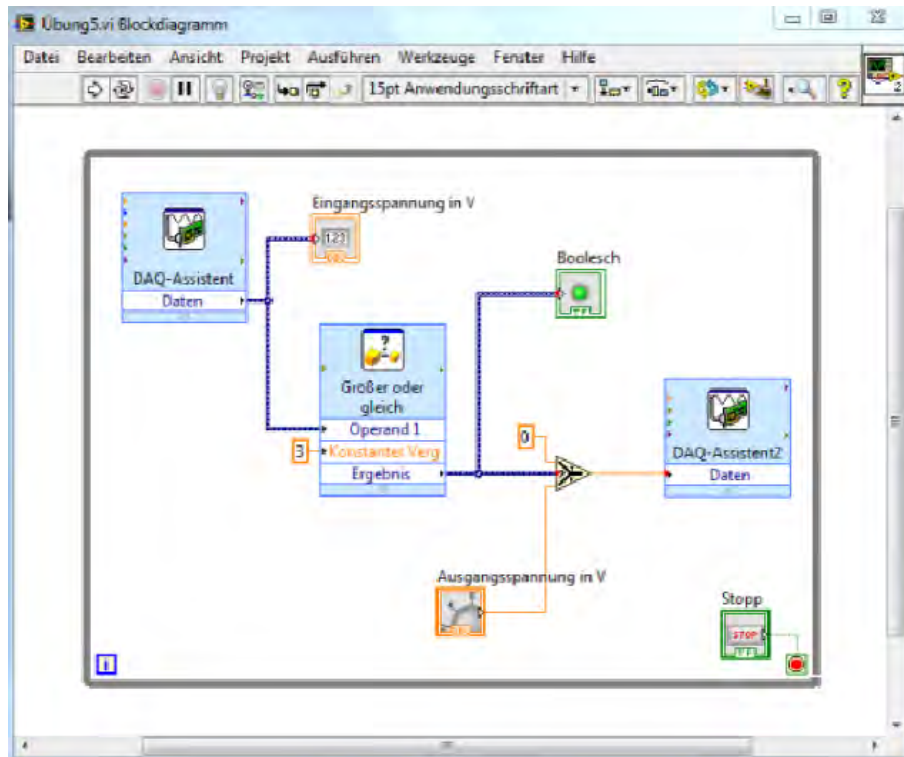 Übung5.vi Blockdiagramm
Datei Bearbeiten Ansicht Projekt Ausführen Werkzeuge Fenster Hilfe
15pt Anwendungsschriftart
2
Eingangsspannung in V
123
DAQ-Assistent
Daten
Boolesch
TF
?
Größer oder
gleich
Operand 1
3
Konstanter Verg
Ergebnis
0
DAQ-Assistent2
Daten
Ausgangsspannung in V
Stopp
STOP
TF
i